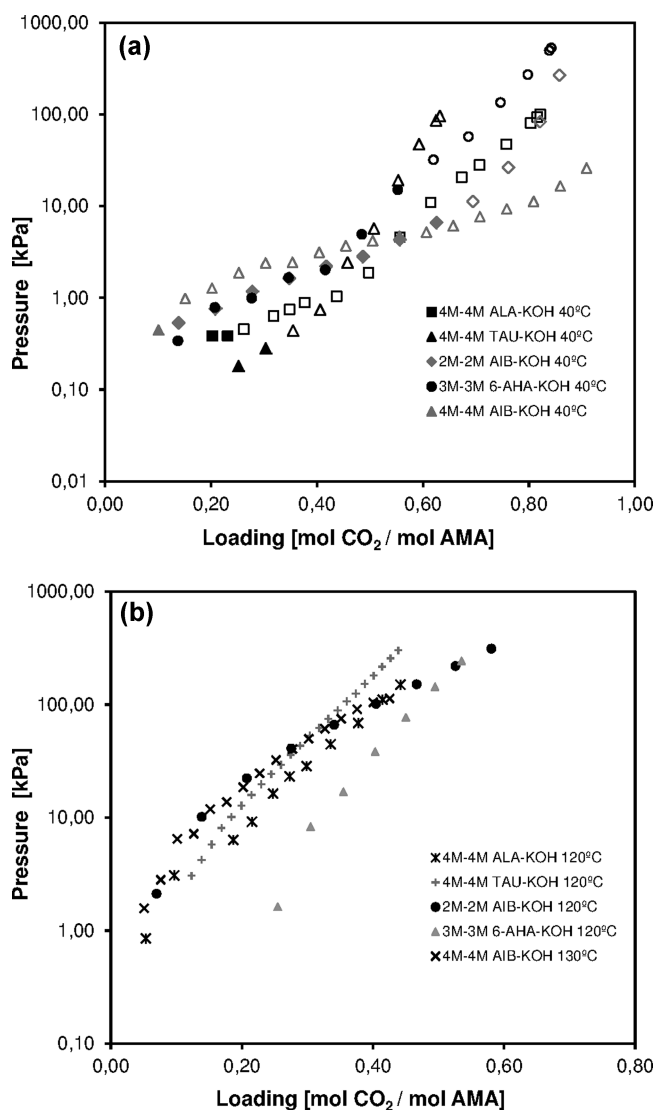 (a)
1000,00
100,00
10,00
1,00
0,10
0,01
Pressure [kPa]
4M-4M ALA-KOH 40ºC
4M-4M TAU-KOH 40ºC
2M-2M AIB-KOH 40ºC
3M-3M 6-AHA-KOH 40ºC
4M-4M AIB-KOH 40ºC
0,00 0,20 0,40 0,60 0,80 1,00
Loading [mol CO₂ / mol AMA]
(b)
1000,00
100,00
10,00
1,00
0,10
Pressure [kPa]
4M-4M ALA-KOH 120ºC
4M-4M TAU-KOH 120ºC
2M-2M AIB-KOH 120ºC
3M-3M 6-AHA-KOH 120ºC
4M-4M AIB-KOH 130ºC
0,00 0,20 0,40 0,60 0,80
Loading [mol CO₂ / mol AMA]